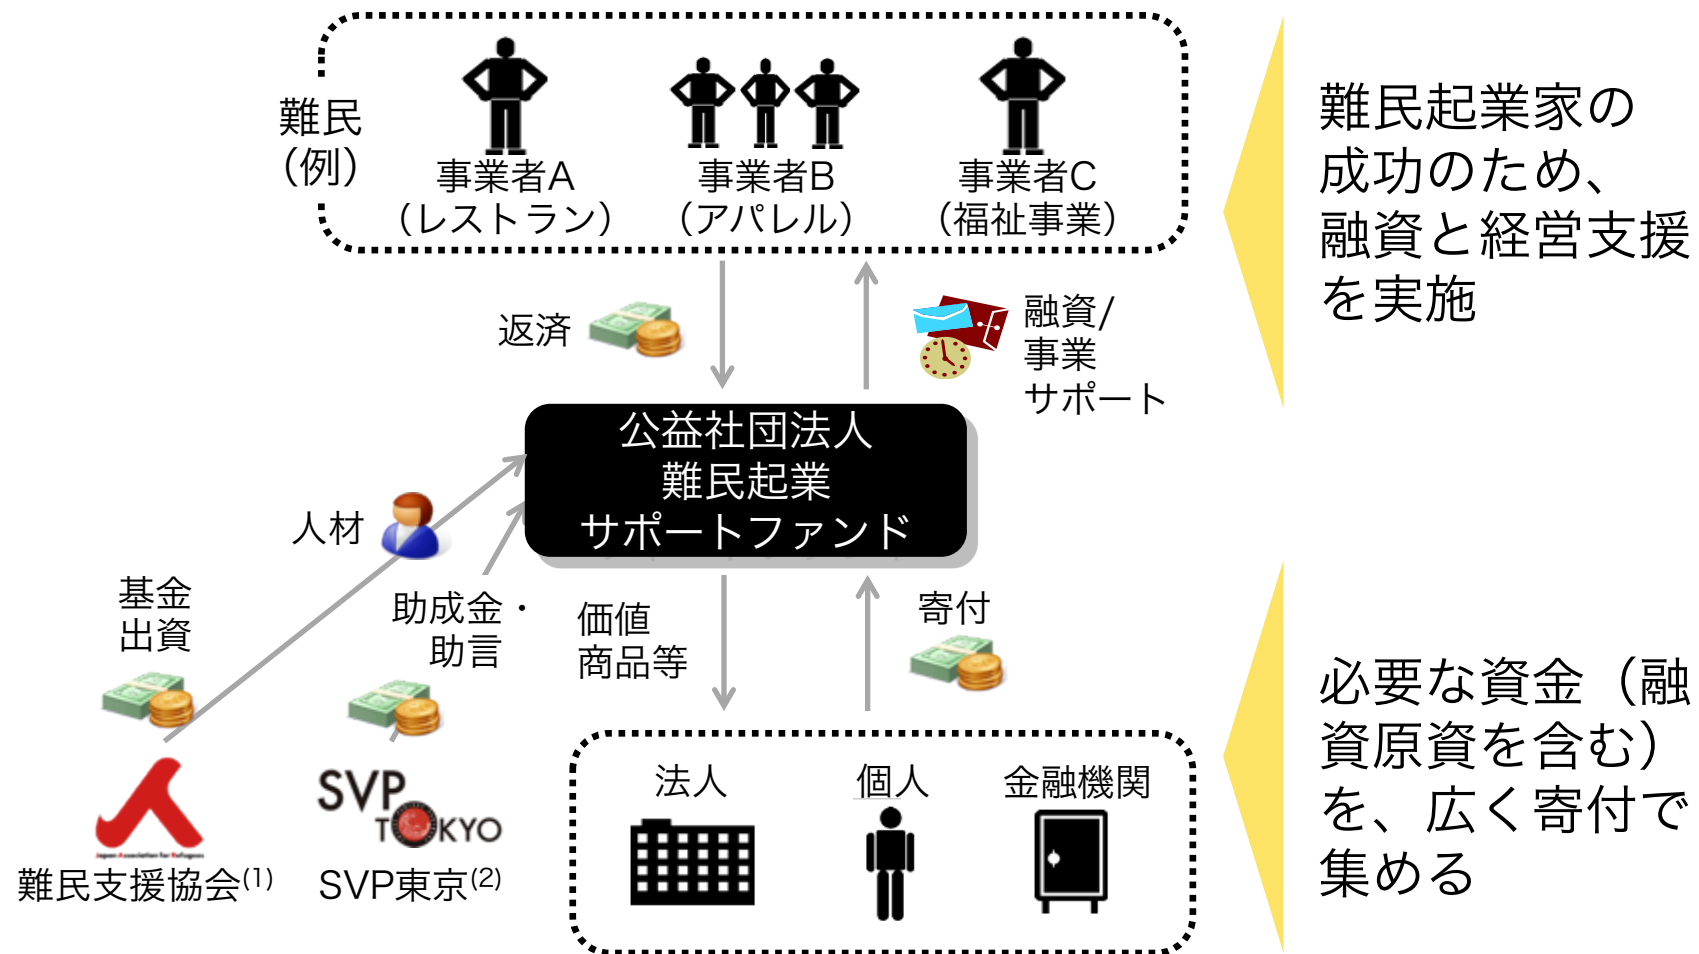 難民
（例）
事業者A
（レストラン）
事業者B
（アパレル）
事業者C
（福祉事業）
難民起業家の
成功のため、
融資と経営支援
を実施
返済
融資/
事業
サポート
公益社団法人
難民起業
サポートファンド
人材
基金
出資
助成金・
助言
価値
商品等
寄付
必要な資金（融
資原資を含む）
を、広く寄付で
集める
法人
個人
金融機関
Japan Association for Refugees
難民支援協会(1)
SVP
TOKYO
SVP東京(2)